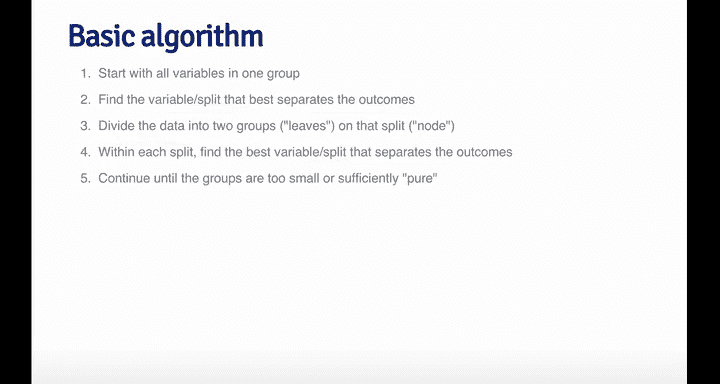 Basic algorithm
1. Start with all variables in one group
2. Find the variable/split that best separates the outcomes
3. Divide the data into two groups ("leaves") on that split ("node")
4. Within each split, find the best variable/split that separates the outcomes
5. Continue until the groups are too small or sufficiently "pure"